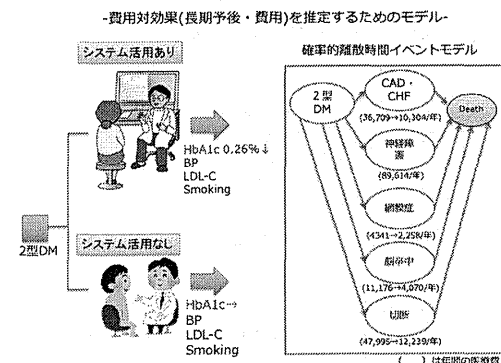 -費用対効果(長期予後・費用)を推定するためのモデル-
システム活用あり
HbA1c 0.26%↓
BP
LDL-C
Smoking
2型DM
システム活用なし
HbA1c→
BP
LDL-C
Smoking
確率的離散時間イベントモデル
2型
DM
CAD・
CHF
(36,709→10,304/年)
Death
神経障
害
(89,614/年)
網膜症
(4341→2,258/年)
脳卒中
(11,176→4,070/年)
切断
(47,995→12,239/年)
( )は年間の医療費